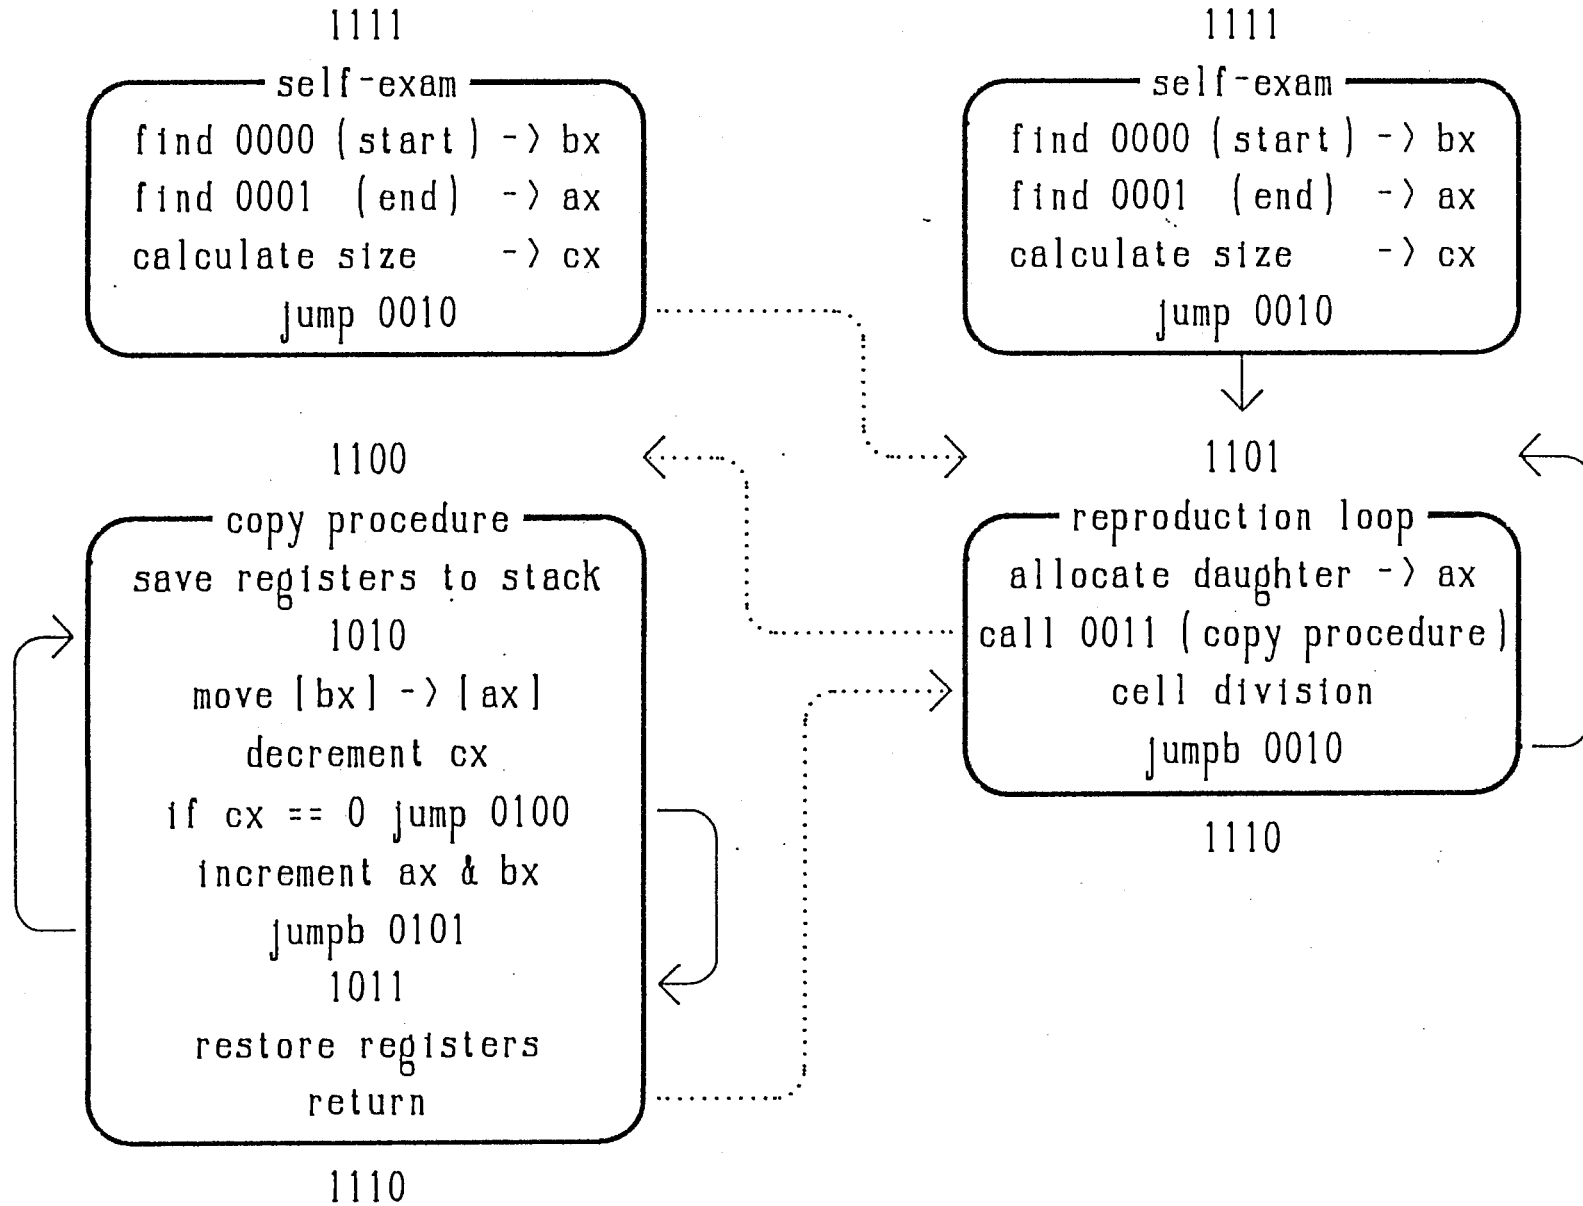 1111
self-exam
find 0000 (start) -> bx
find 0001 (end) -> ax
calculate size -> cx
jump 0010
1100
copy procedure
save registers to stack
1010
move [bx] -> [ax]
decrement cx
if cx == 0 jump 0100
increment ax & bx
jumpb 0101
1011
restore registers
return
1110
1111
self-exam
find 0000 (start) -> bx
find 0001 (end) -> ax
calculate size -> cx
jump 0010
1101
reproduction loop
allocate daughter -> ax
call 0011 (copy procedure)
cell division
jumpb 0010
1110